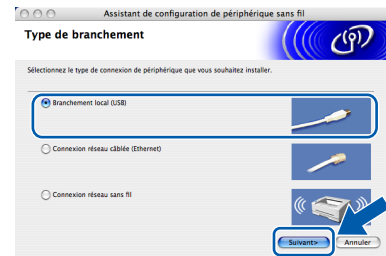 Assistant de configuration de périphérique sans fil
Type de branchement
Sélectionnez le type de connexion de périphérique que vous souhaitez installer.
Branchement local (USB)
Connexion réseau câblée (Ethernet)
Connexion réseau sans fil
Suivant> Annuler